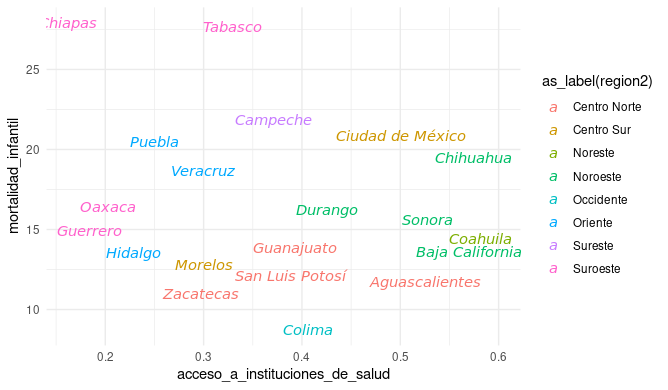 Chiapas
Tabasco
25
as_label(region2)
a Centro Norte
Campeche
a Centro Sur
Ciudad de México
Puebla
20
a Noreste
Chihuahua
Veracruz
a Noroeste
Oaxaca
Durango
a Occidente
Sonora
Guerrero
15
a Oriente
Coahuila
Guanajuato
Hidalgo
Baja California
a Sureste
Morelos
a Suroeste
San Luis Potosí
Aguascalientes
Zacatecas
10
Colima
mortalidad_infantil
0.2 0.3 0.4 0.5 0.6
acceso_a_instituciones_de_salud